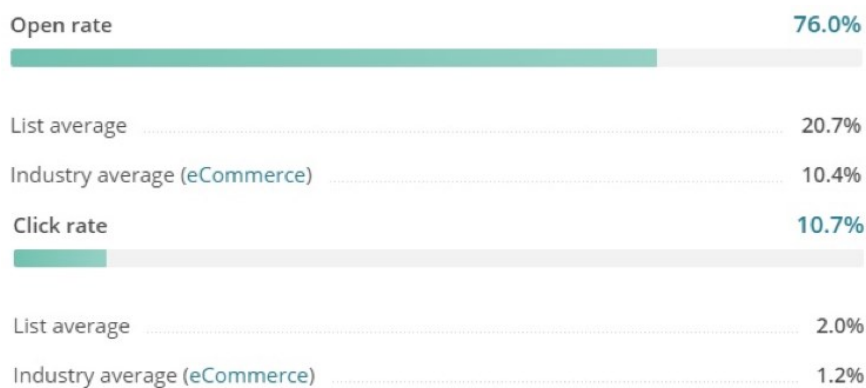 Open rate 76.0%
List average 20.7%
Industry average (eCommerce) 10.4%
Click rate 10.7%
List average 2.0%
Industry average (eCommerce) 1.2%